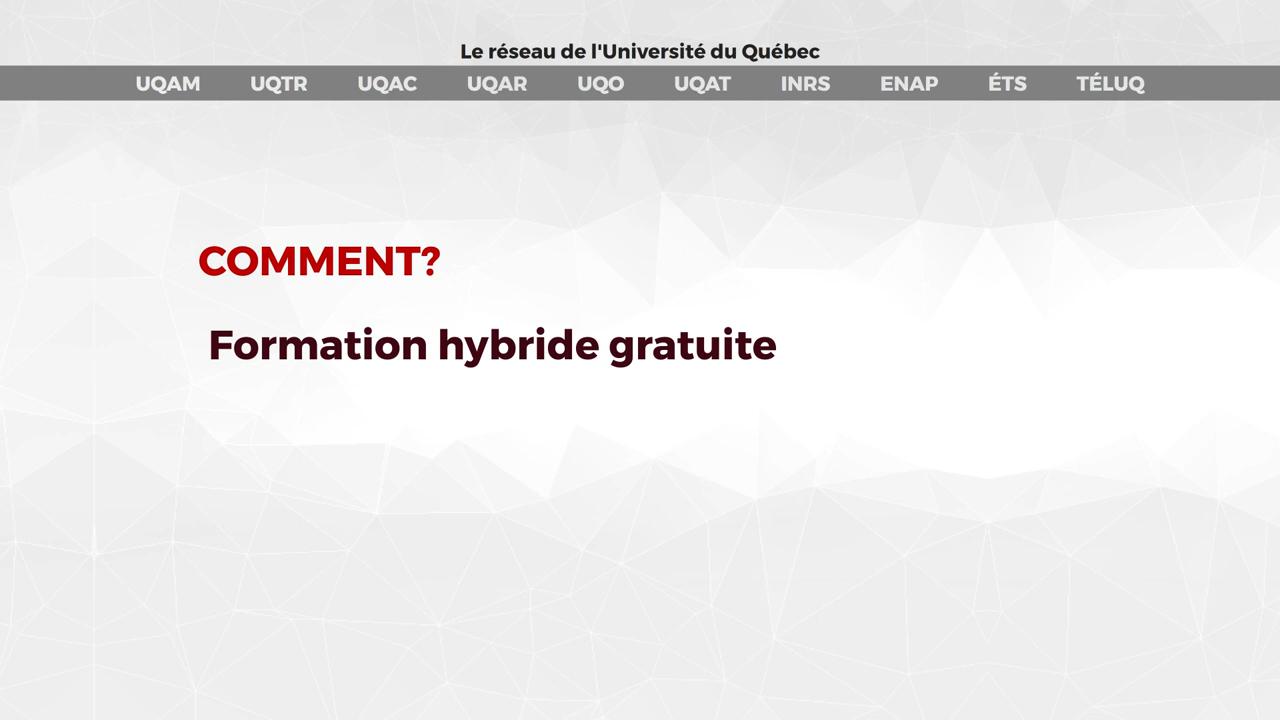 Le réseau de l'Université du Québec
UQAM UQTR UQAC UQAR UQO UQAT INRS ENAP ÉTS TÉLUQ
COMMENT?
Formation hybride gratuite